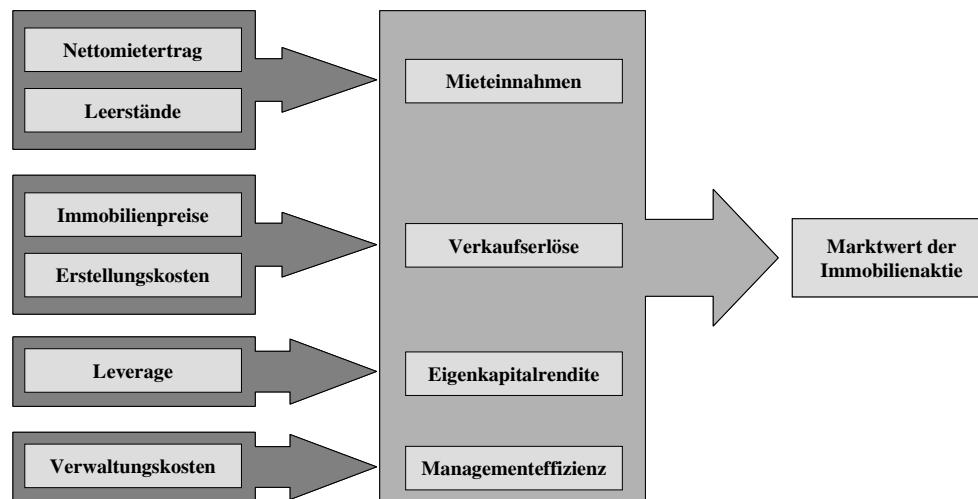 Nettomietertrag
Leerstände
Mieteinnahmen
Immobilienpreise
Erstellungskosten
Verkaufserlöse
Marktwert der
Immobilienaktie
Leverage
Eigenkapitalrendite
Verwaltungskosten
Managementeffizienz